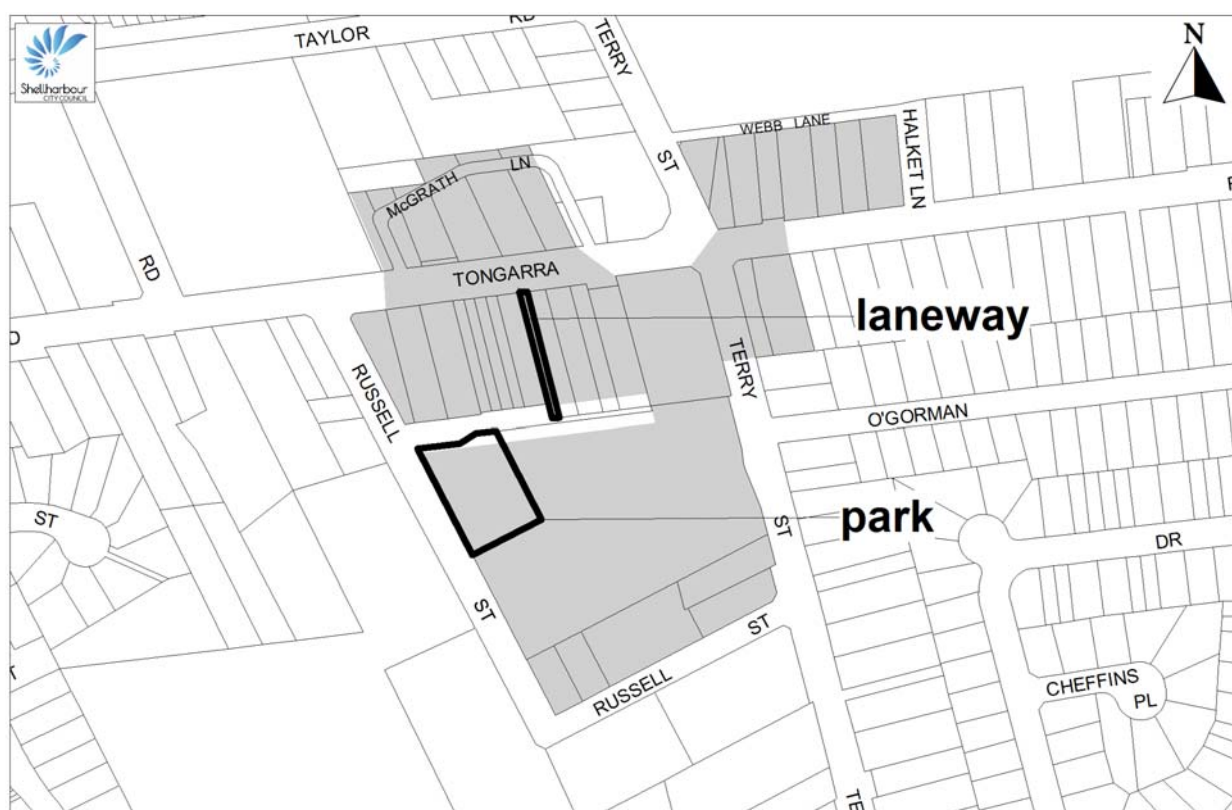 Shellharbour
CITY COUNCIL
TAYLOR
RD
TERRY
ST
N
WEBB LANE
HALKET LN
McGRATH
LN
RD
TONGARRA
laneway
RUSSELL
TERRY
O'GORMAN
park
ST
ST
DR
ST
RUSSELL
ST
CHEFFINS
PL